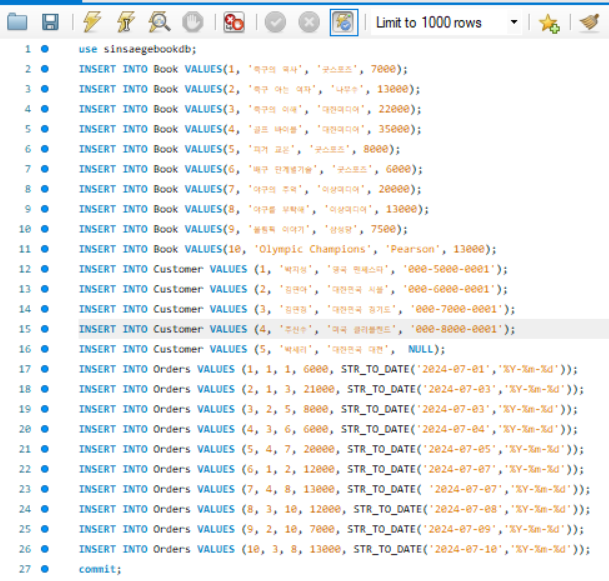 Limit to 1000 rows
1 use sinsaegebookdb;
2 INSERT INTO Book VALUES(1, '축구의 역사', '굿스포츠', 7000);
3 INSERT INTO Book VALUES(2, '축구 아는 여자', '나무수', 13000);
4 INSERT INTO Book VALUES(3, '축구의 이해', '대한미디어', 22000);
5 INSERT INTO Book VALUES(4, '골프 바이블', '대한미디어', 35000);
6 INSERT INTO Book VALUES(5, '피겨 교본', '굿스포츠', 8000);
7 INSERT INTO Book VALUES(6, '배구 단계별기술', '굿스포츠', 6000);
8 INSERT INTO Book VALUES(7, '야구의 추억', '이상미디어', 20000);
9 INSERT INTO Book VALUES(8, '야구를 부탁해', '이상미디어', 13000);
10 INSERT INTO Book VALUES(9, '올림픽 이야기', '삼성당', 7500);
11 INSERT INTO Book VALUES(10, 'Olympic Champions', 'Pearson', 13000);
12 INSERT INTO Customer VALUES (1, '박지성', '영국 맨체스타', '000-5000-0001');
13 INSERT INTO Customer VALUES (2, '김연아', '대한민국 서울', '000-6000-0001');
14 INSERT INTO Customer VALUES (3, '김연경', '대한민국 경기도', '000-7000-0001');
15 INSERT INTO Customer VALUES (4, '추신수', '미국 클리블랜드', '000-8000-0001');
16 INSERT INTO Customer VALUES (5, '박세리', '대한민국 대전', NULL);
17 INSERT INTO Orders VALUES (1, 1, 1, 6000, STR_TO_DATE('2024-07-01','%Y-%m-%d'));
18 INSERT INTO Orders VALUES (2, 1, 3, 21000, STR_TO_DATE('2024-07-03','%Y-%m-%d'));
19 INSERT INTO Orders VALUES (3, 2, 5, 8000, STR_TO_DATE('2024-07-03','%Y-%m-%d'));
20 INSERT INTO Orders VALUES (4, 3, 6, 6000, STR_TO_DATE('2024-07-04','%Y-%m-%d'));
21 INSERT INTO Orders VALUES (5, 4, 7, 20000, STR_TO_DATE('2024-07-05','%Y-%m-%d'));
22 INSERT INTO Orders VALUES (6, 1, 2, 12000, STR_TO_DATE('2024-07-07','%Y-%m-%d'));
23 INSERT INTO Orders VALUES (7, 4, 8, 13000, STR_TO_DATE( '2024-07-07','%Y-%m-%d'));
24 INSERT INTO Orders VALUES (8, 3, 10, 12000, STR_TO_DATE('2024-07-08','%Y-%m-%d'));
25 INSERT INTO Orders VALUES (9, 2, 10, 7000, STR_TO_DATE('2024-07-09','%Y-%m-%d'));
26 INSERT INTO Orders VALUES (10, 3, 8, 13000, STR_TO_DATE('2024-07-10','%Y-%m-%d'));
27 commit;